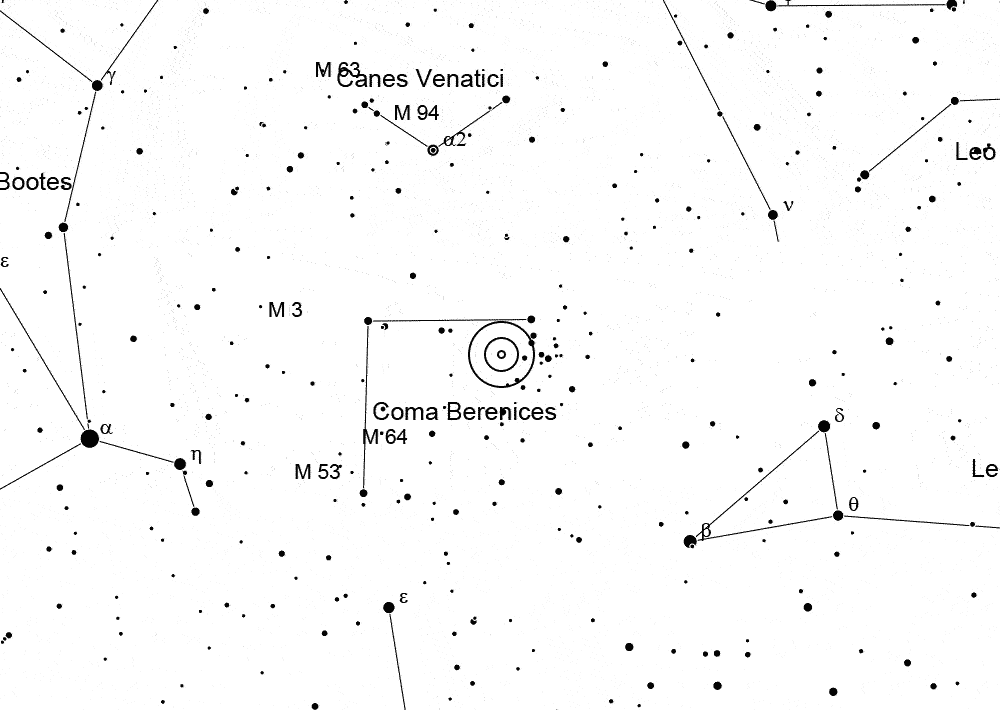 γ
M 63
Canes Venatici
M 94
α2
Bootes
Leo
ν
ε
M 3
Coma Berenices
δ
α
M 64
η
M 53
Le
θ
β
ε